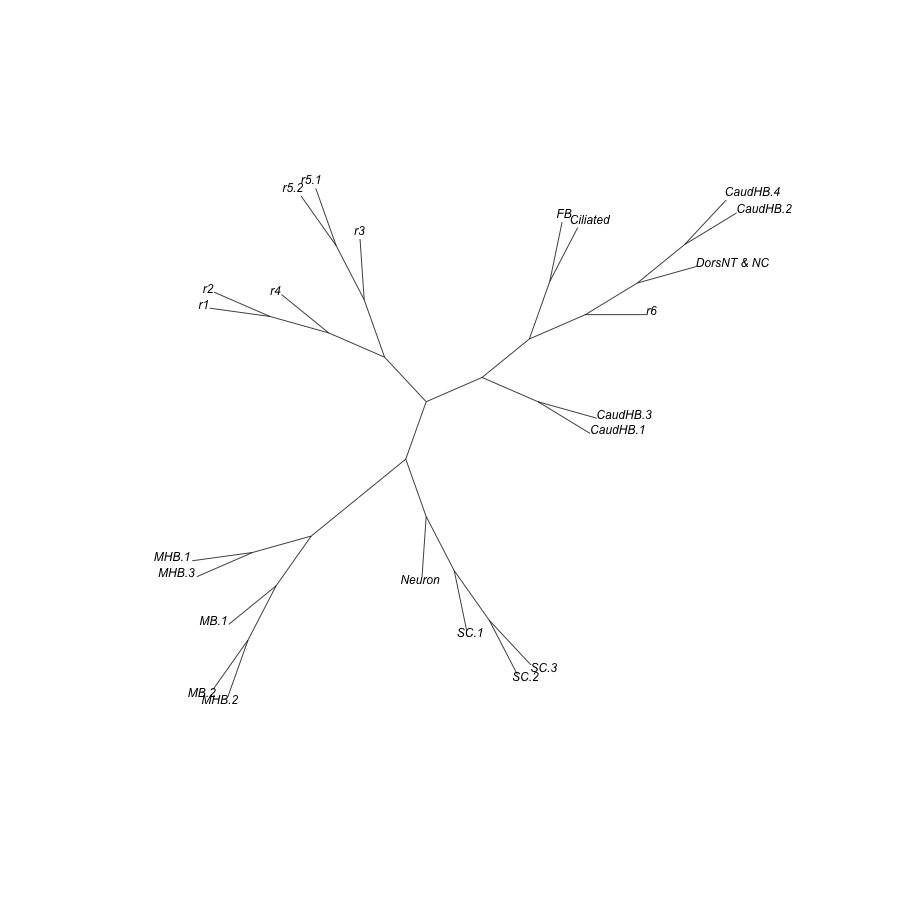 r5.1
r5.2
CaudHB.4
CaudHB.2
FB
Ciliated
r3
DorsNT & NC
r2
r4
r1
r6
CaudHB.3
CaudHB.1
MHB.1
MHB.3
Neuron
MB.1
SC.1
SC.3
SC.2
MB.2
MHB.2